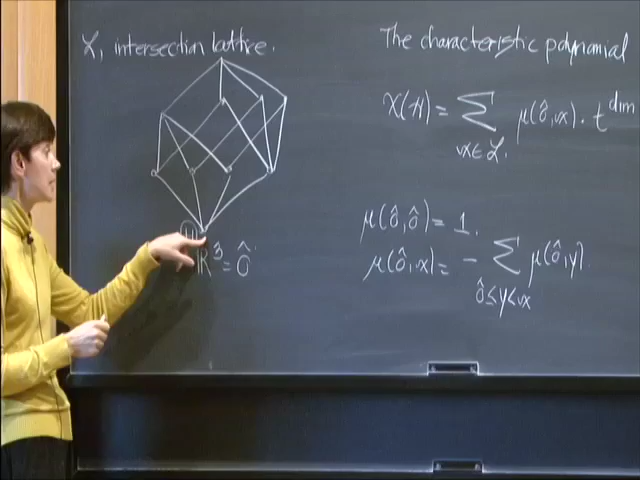 L, intersection lattice.
ℝ³ = 0̂
The characteristic polynomial
χ(H) = Σ μ(0̂,x) · t^dim
x∈L.
μ(0̂,0̂) = 1.
μ(0̂,x) = - Σ μ(0̂,y)
0̂≤y<x